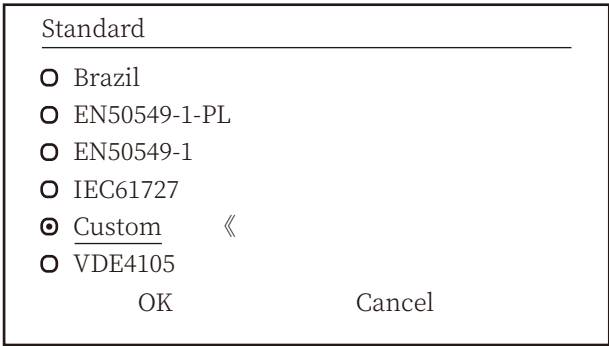 Standard
Brazil
EN50549-1-PL
EN50549-1
IEC61727
Custom 《
VDE4105
OK Cancel